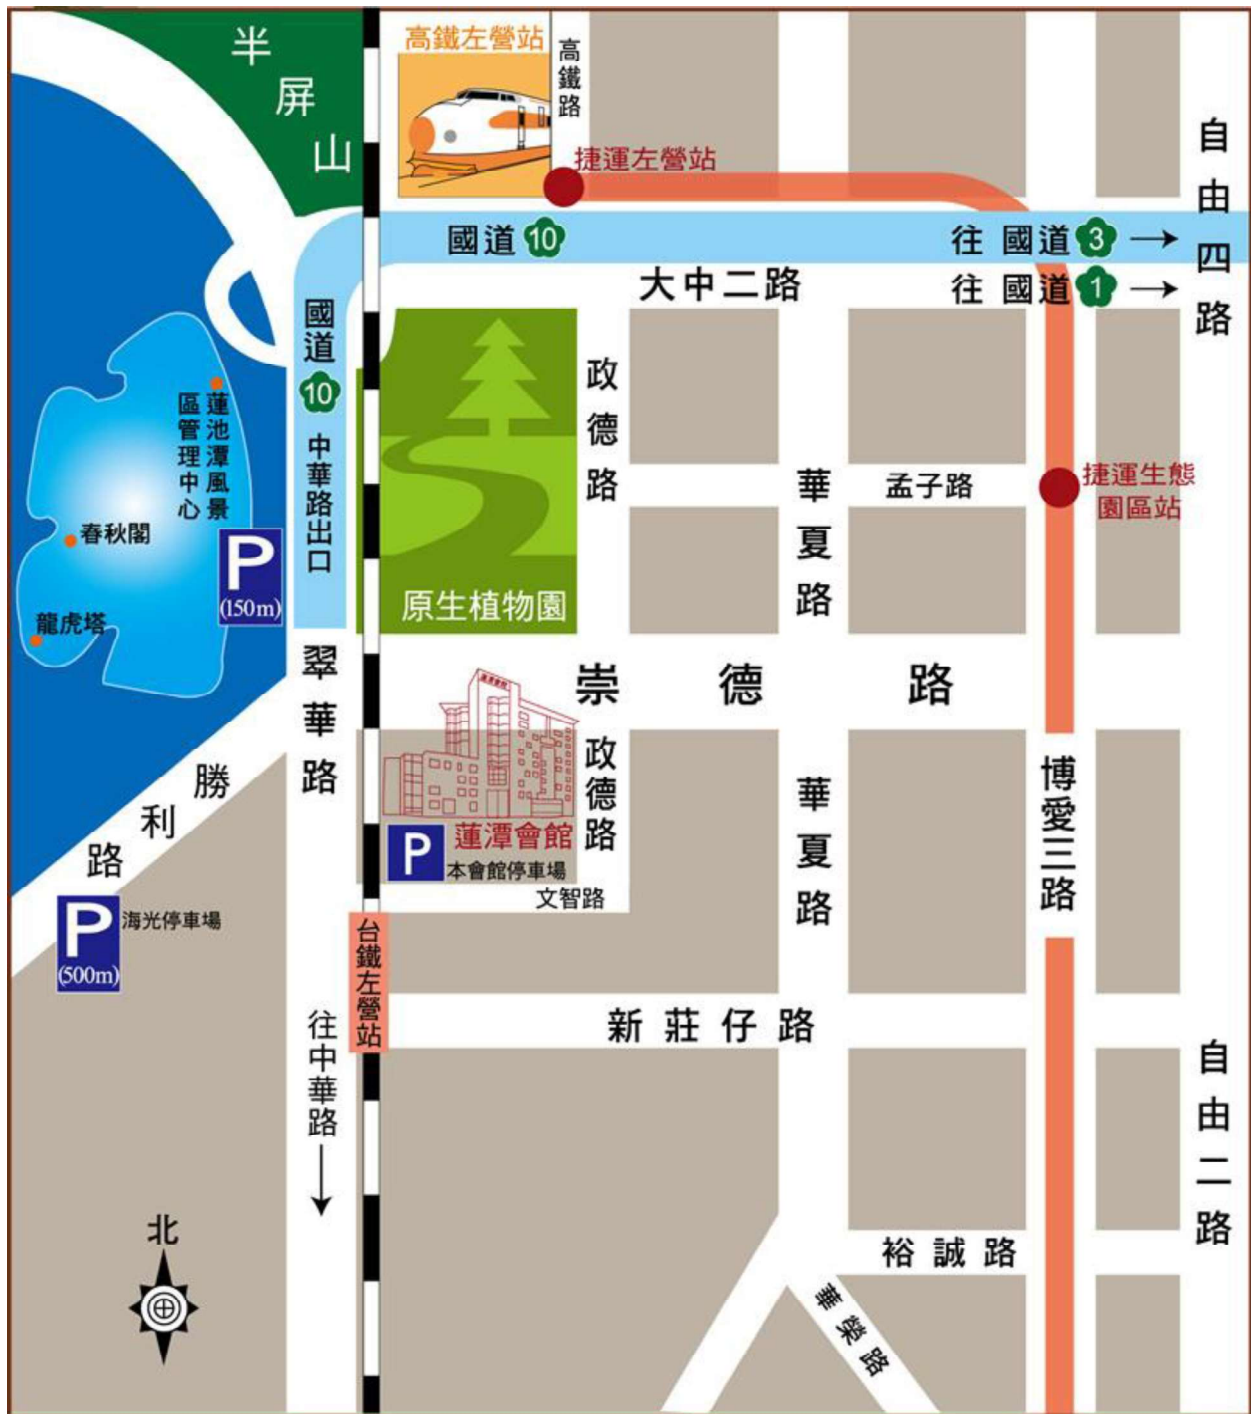 半屏山
高鐵左營站
高鐵路
捷運左營站
自由四路
國道 10
往 國道 3 →
大中二路
往 國道 1 →
國道 10 中華路出口
政德路
蓮池潭風景
區管理中心
華夏路
孟子路
捷運生態
園區站
春秋閣
P
(150m)
原生植物園
龍虎塔
翠華路
崇德路
蓮潭會館
政德路
博愛三路
華夏路
勝利路
蓮潭會館
P
本會館停車場
文智路
P
(500m)
海光停車場
台鐵左營站
新莊仔路
往中華路
自由二路
北
裕誠路
華榮路